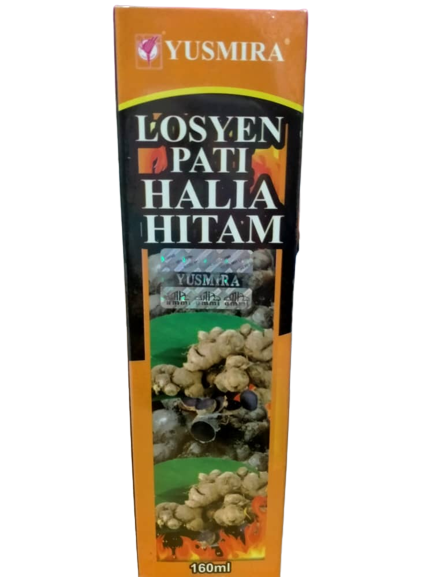 YUSMIRA®
LOSYEN
PATI
HALIA
HITAM
YUSMIRA
160ml